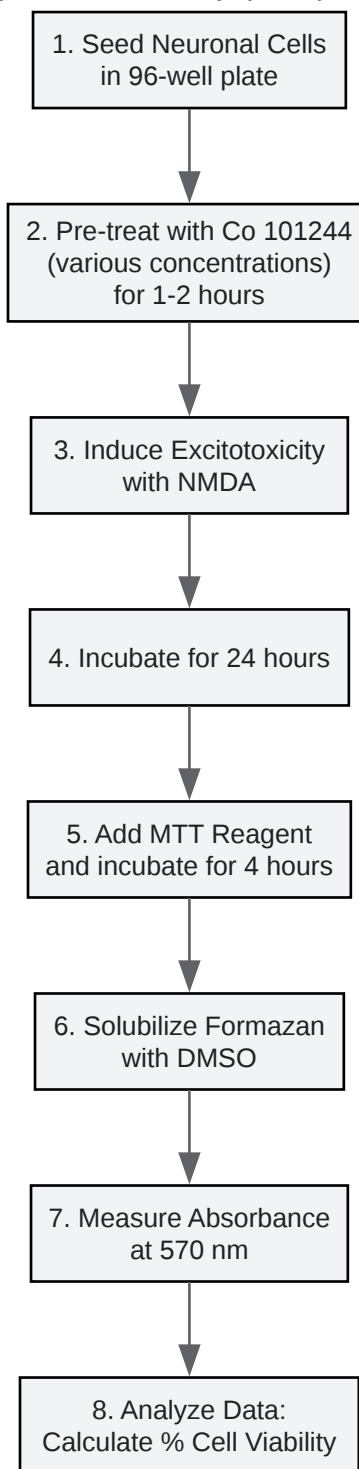 1. Seed Neuronal Cells
in 96-well plate
2. Pre-treat with Co 101244
(various concentrations)
for 1-2 hours
3. Induce Excitotoxicity
with NMDA
4. Incubate for 24 hours
5. Add MTT Reagent
and incubate for 4 hours
6. Solubilize Formazan
with DMSO
7. Measure Absorbance
at 570 nm
8. Analyze Data:
Calculate % Cell Viability